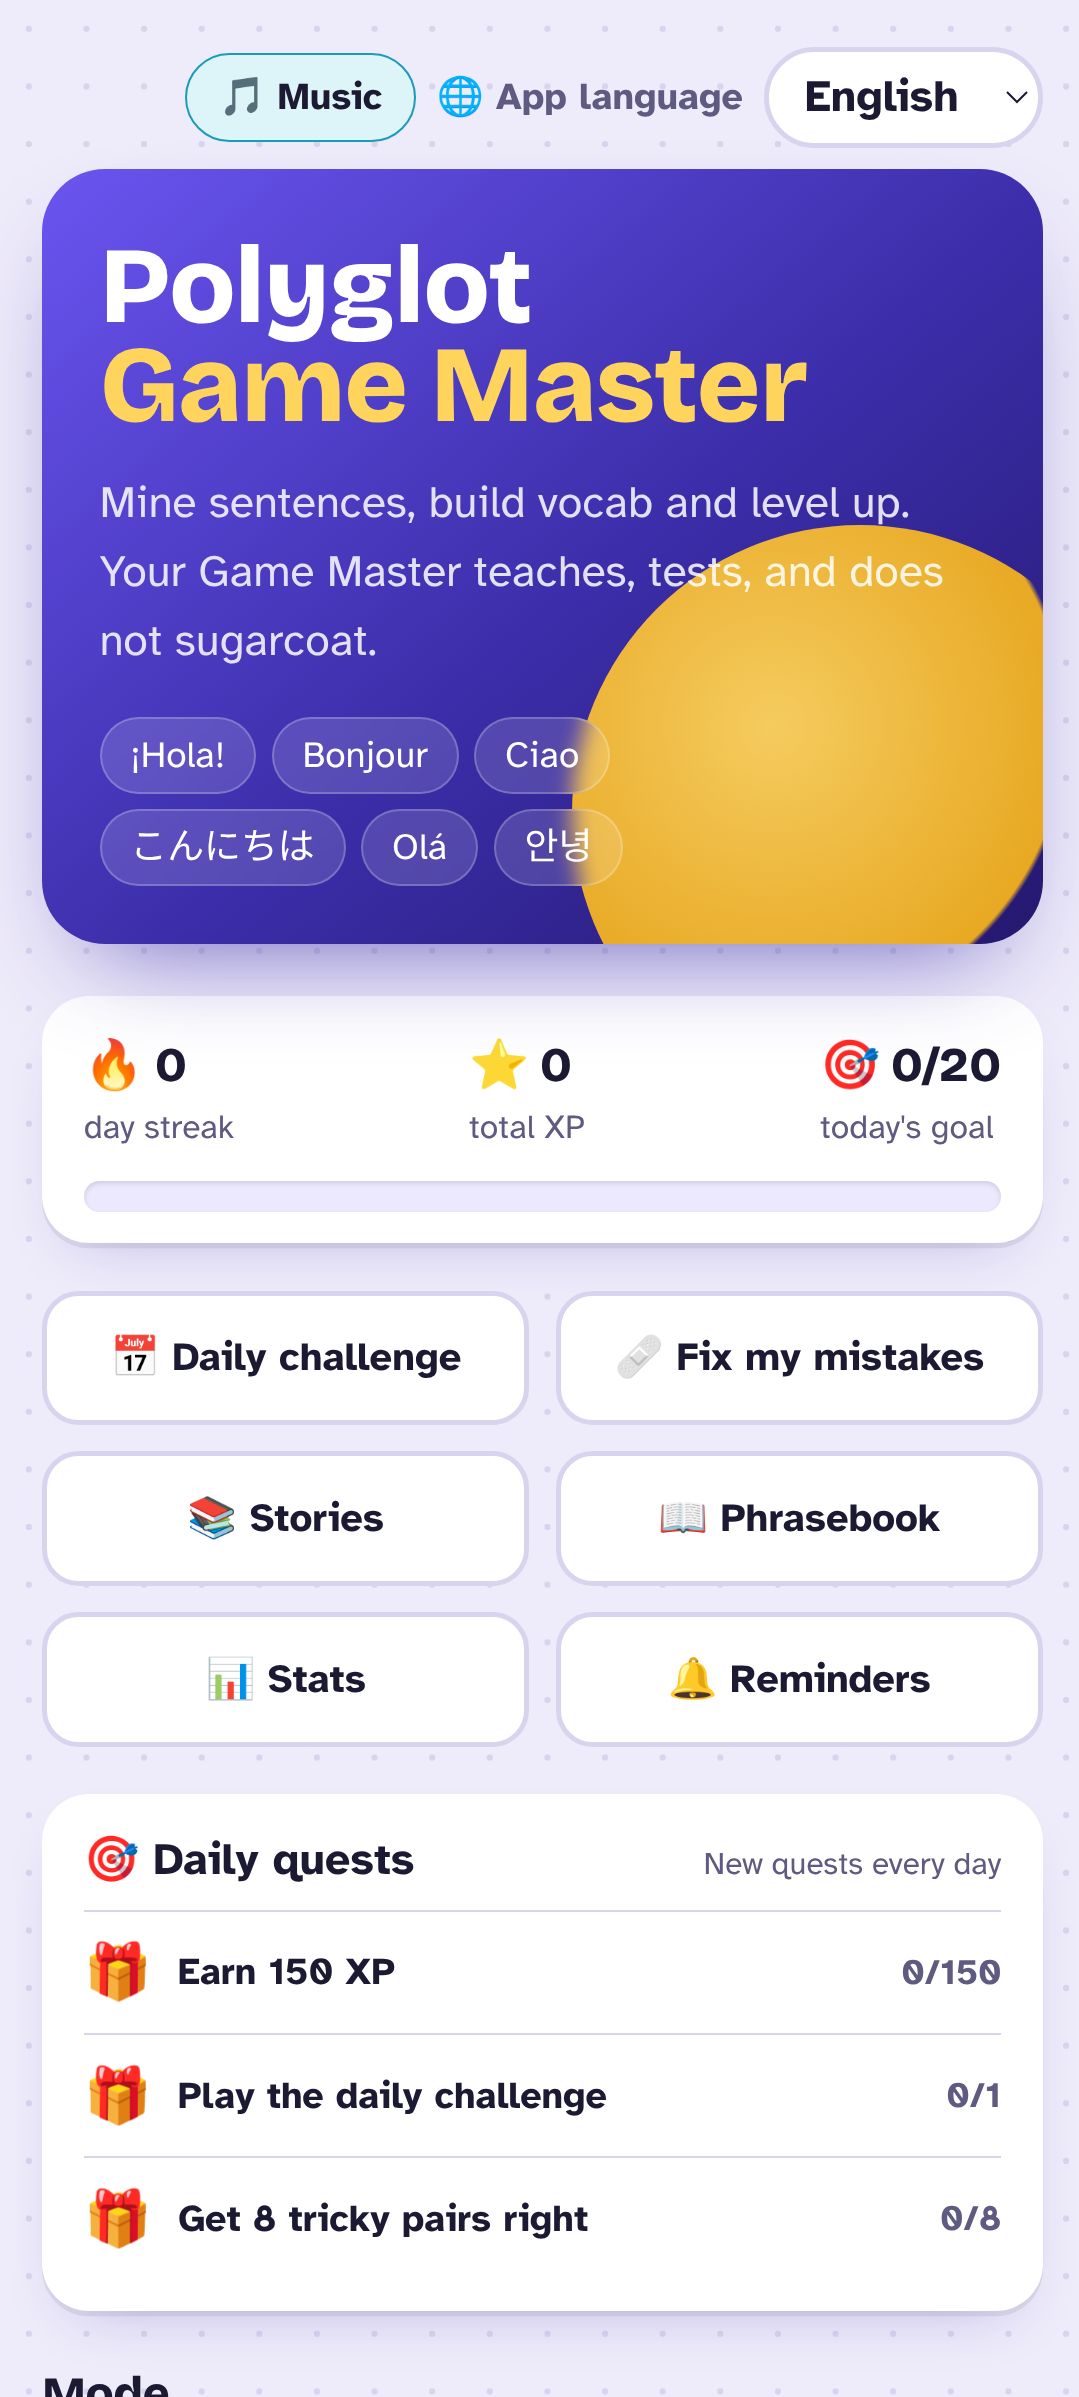 🎵 Music 🌐 App language English
Polyglot
Game Master
Mine sentences, build vocab and level up.
Your Game Master teaches, tests, and does
not sugarcoat.
¡Hola! Bonjour Ciao
こんにちは Olá 안녕
🔥 0 ⭐ 0 🎯 0/20
day streak total XP today's goal
📅 Daily challenge 🩹 Fix my mistakes
📚 Stories 📖 Phrasebook
📊 Stats 🔔 Reminders
🎯 Daily quests New quests every day
🎁 Earn 150 XP 0/150
🎁 Play the daily challenge 0/1
🎁 Get 8 tricky pairs right 0/8
Mode